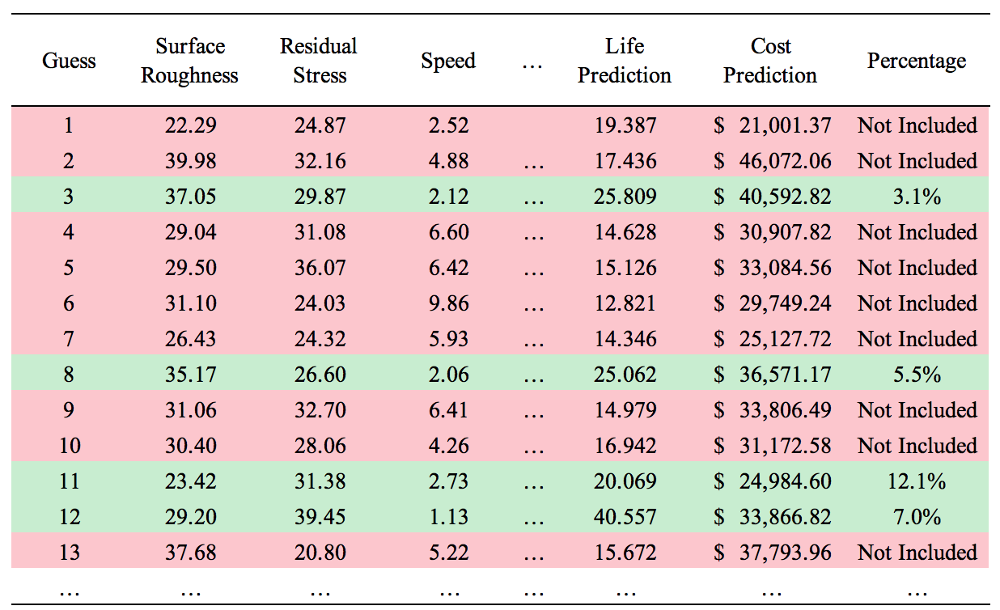 Guess Surface Roughness Residual Stress Speed … Life Prediction Cost Prediction Percentage
1 22.29 24.87 2.52 19.387 $ 21,001.37 Not Included
2 39.98 32.16 4.88 … 17.436 $ 46,072.06 Not Included
3 37.05 29.87 2.12 … 25.809 $ 40,592.82 3.1%
4 29.04 31.08 6.60 … 14.628 $ 30,907.82 Not Included
5 29.50 36.07 6.42 … 15.126 $ 33,084.56 Not Included
6 31.10 24.03 9.86 … 12.821 $ 29,749.24 Not Included
7 26.43 24.32 5.93 … 14.346 $ 25,127.72 Not Included
8 35.17 26.60 2.06 … 25.062 $ 36,571.17 5.5%
9 31.06 32.70 6.41 … 14.979 $ 33,806.49 Not Included
10 30.40 28.06 4.26 … 16.942 $ 31,172.58 Not Included
11 23.42 31.38 2.73 … 20.069 $ 24,984.60 12.1%
12 29.20 39.45 1.13 … 40.557 $ 33,866.82 7.0%
13 37.68 20.80 5.22 … 15.672 $ 37,793.96 Not Included
… … … … … … … …